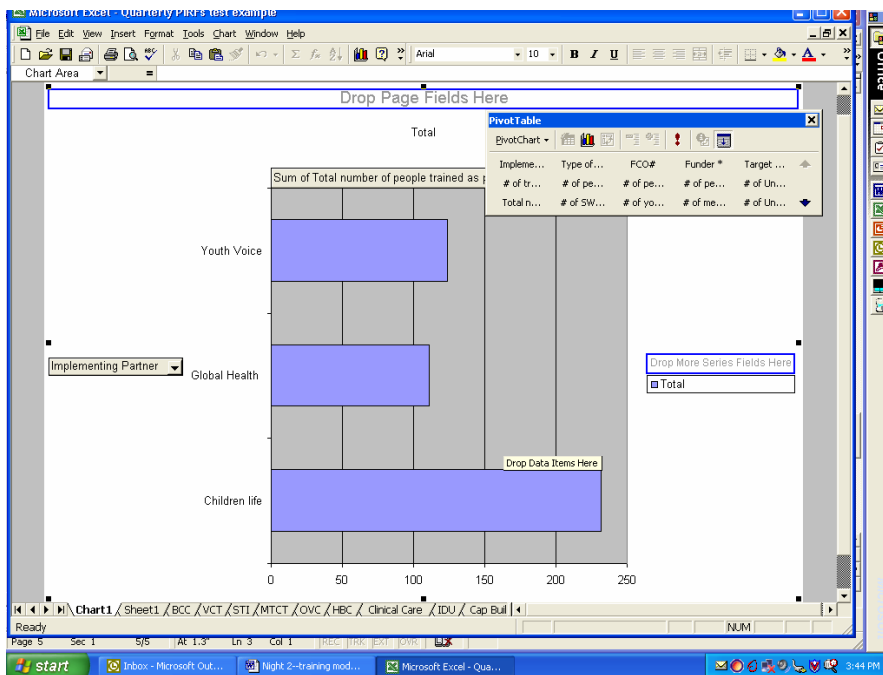 Microsoft Excel - Quarterly PIRFs test example
File Edit View Insert Format Tools Chart Window Help
Arial 10 B I U
Chart Area =
Office
Drop Page Fields Here
Total
PivotTable
PivotChart
Impleme... Type of... FCO# Funder * Target ...
# of tr... # of pe... # of pe... # of pe... # of Un...
Total n... # of SW... # of yo... # of me... # of Un...
Sum of Total number of people trained as p
Youth Voice
Implementing Partner
Global Health
Drop More Series Fields Here
Total
Drop Data Items Here
Children life
0 50 100 150 200 250
Chart1 Sheet1 BCC VCT STI MTCT OVC HBC Clinical Care IDU Cap Buil
Ready NUM
Page 5 Sec 1 5/5 At 1.3" Ln 3 Col 1 REC TRK EXT OVR
start Inbox - Microsoft Out... Night 2--training mod... Microsoft Excel - Qua... 3:44 PM